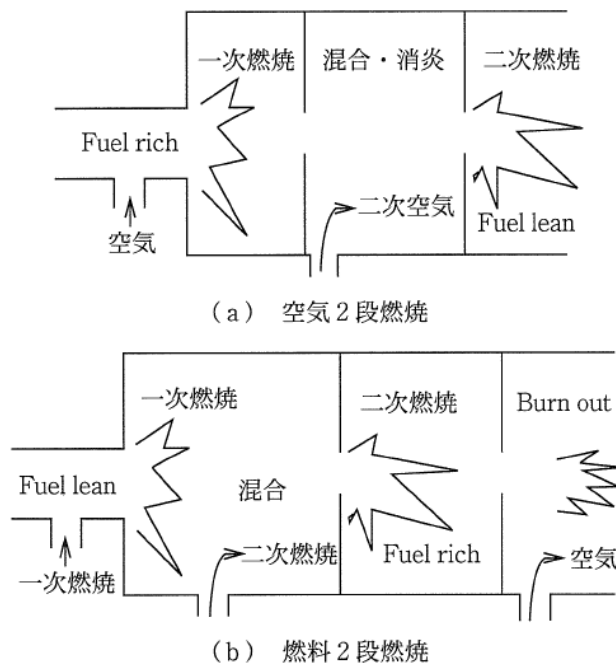 一次燃焼 混合・消炎 二次燃焼
Fuel rich
二次空気
Fuel lean
空気
(a) 空気2段燃焼
一次燃焼 二次燃焼 Burn out
Fuel lean
混合
二次燃焼 Fuel rich 空気
一次燃焼
(b) 燃料2段燃焼